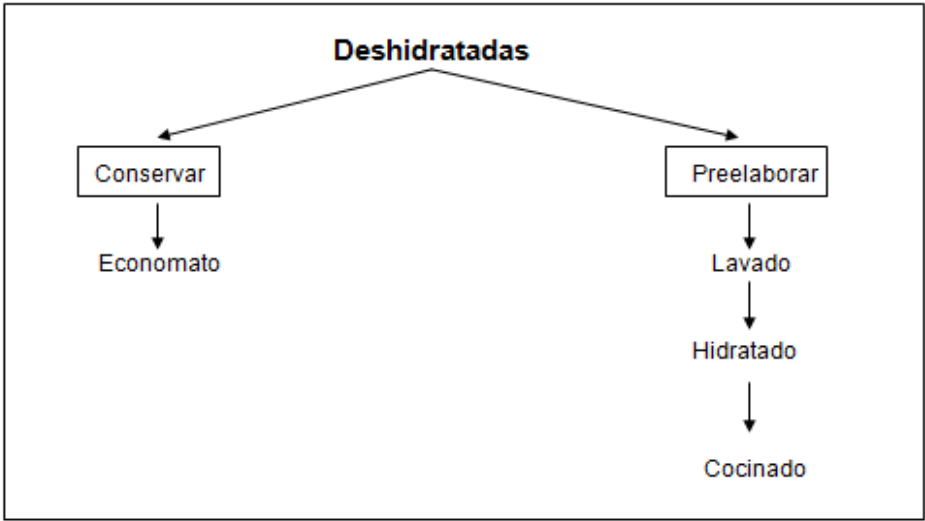 Deshidratadas
Conservar
Preelaborar
Economato
Lavado
Hidratado
Cocinado